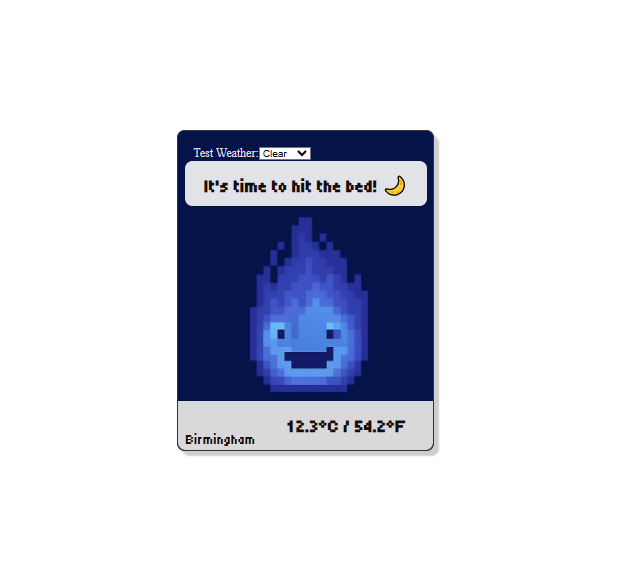 Test Weather: Clear
It's time to hit the bed! 🌙
12.3°C / 54.2°F
Birmingham